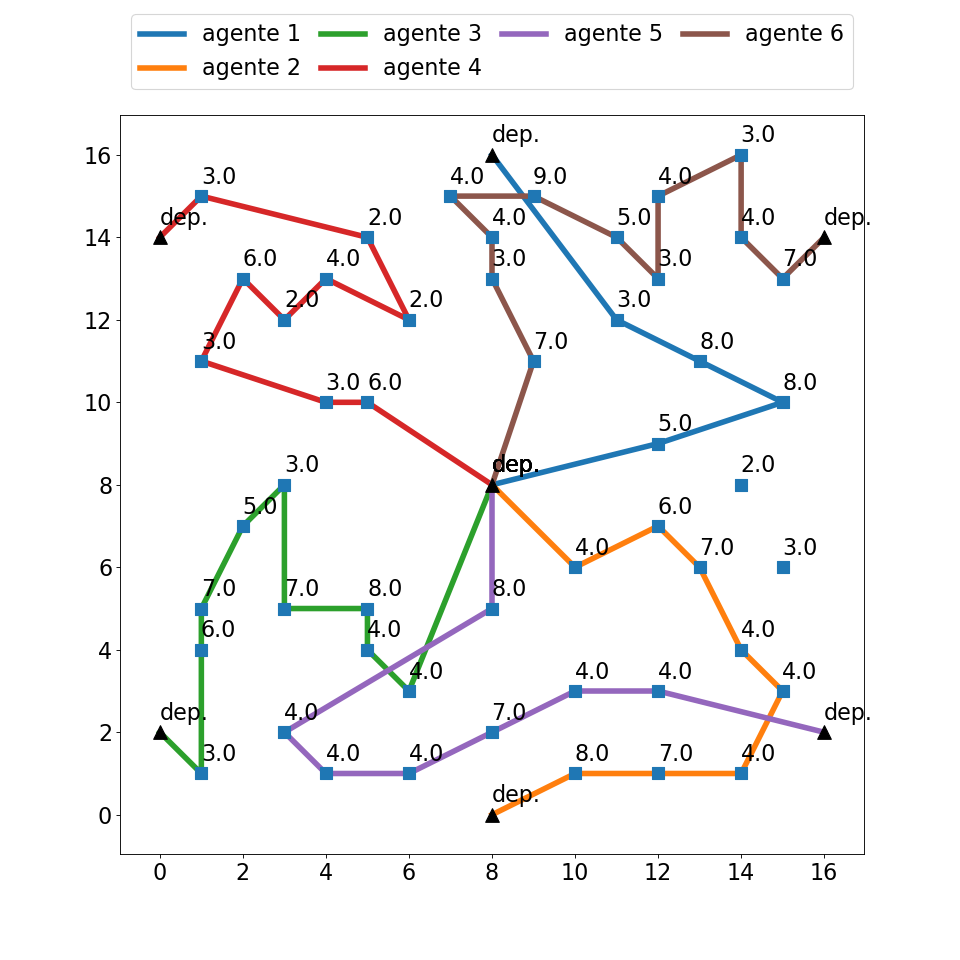 agente 1 agente 3 agente 5 agente 6
agente 2 agente 4
dep. 3.0
16
3.0 4.0 9.0 4.0
dep. 2.0 4.0 5.0 4.0 dep.
14
6.0 4.0 3.0 3.0 7.0
2.0 2.0 3.0
12
3.0 7.0 8.0
3.0 6.0 8.0
10
5.0
3.0 dep. 2.0
8
5.0 6.0
4.0 7.0 3.0
6
7.0 7.0 8.0 8.0
6.0 4.0 4.0
4
4.0 4.0 4.0 4.0
dep. 4.0 7.0 dep.
2
3.0 4.0 4.0 8.0 7.0 4.0
dep.
0
0 2 4 6 8 10 12 14 16